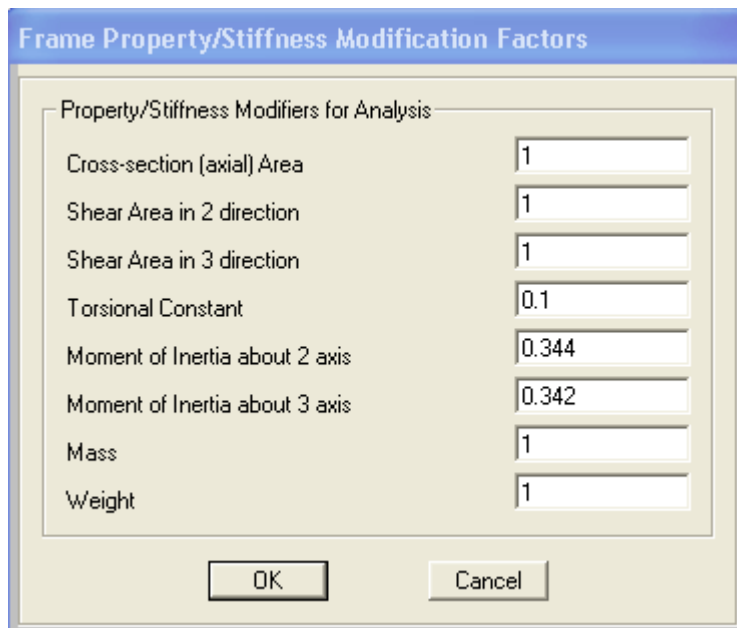 Frame Property/Stiffness Modification Factors
Property/Stiffness Modifiers for Analysis
Cross-section (axial) Area 1
Shear Area in 2 direction 1
Shear Area in 3 direction 1
Torsional Constant 0.1
Moment of Inertia about 2 axis 0.344
Moment of Inertia about 3 axis 0.342
Mass 1
Weight 1
OK Cancel